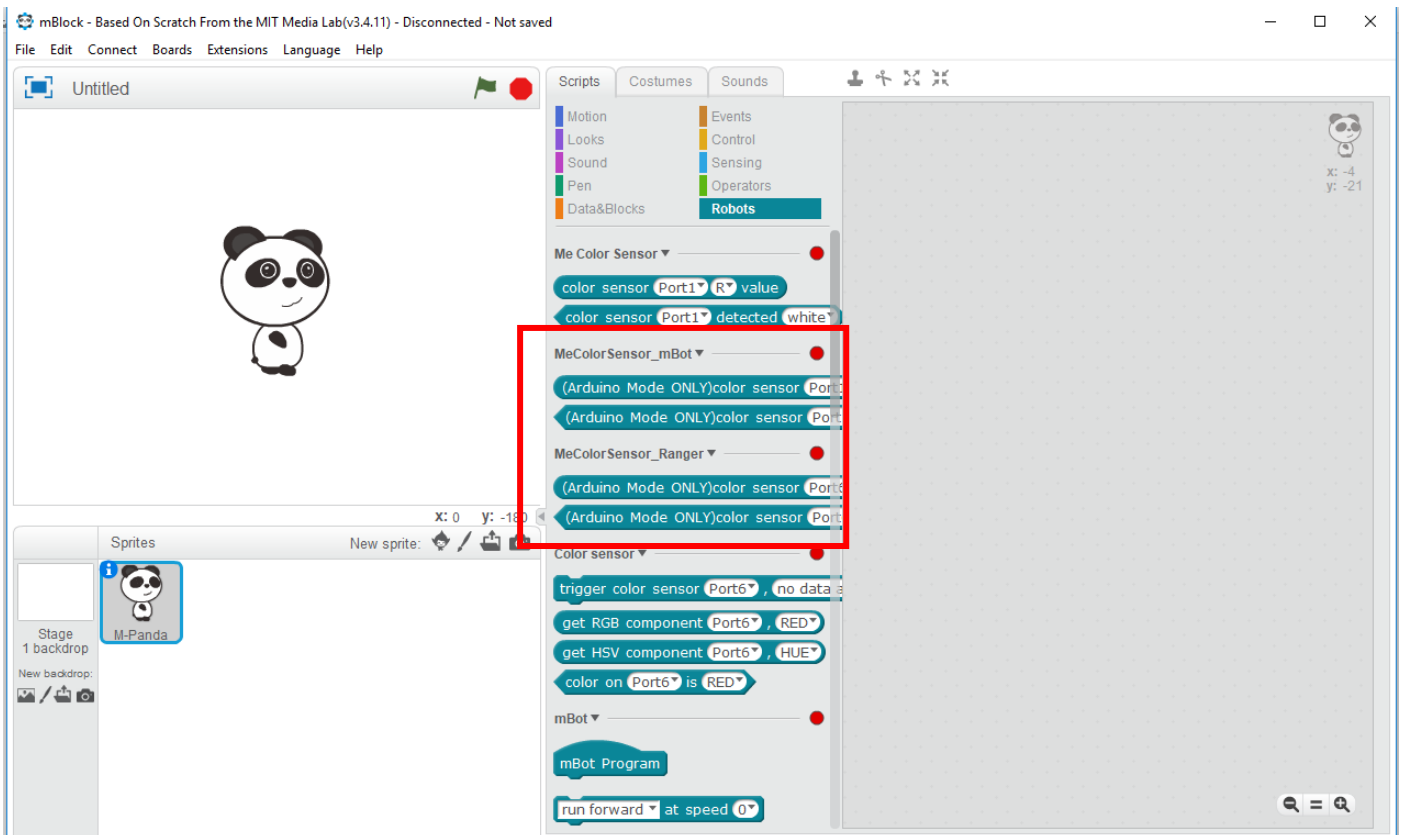 mBlock - Based On Scratch From the MIT Media Lab(v3.4.11) - Disconnected - Not saved
File Edit Connect Boards Extensions Language Help
Untitled
Scripts Costumes Sounds
Motion Events
Looks Control
Sound Sensing
Pen Operators
Data&Blocks Robots
x: -4
y: -21
Me Color Sensor
color sensor Port1 R value
color sensor Port1 detected white
MeColorSensor_mBot
(Arduino Mode ONLY)color sensor
(Arduino Mode ONLY)color sensor
MeColorSensor_Ranger
(Arduino Mode ONLY)color sensor
(Arduino Mode ONLY)color sensor
X: 0 y: -180
Sprites New sprite:
Color sensor
trigger color sensor Port6 , no data
get RGB component Port6 , RED
get HSV component Port6 , HUE
color on Port6 is RED
mBot
mBot Program
run forward at speed 0
Stage
1 backdrop
New backdrop:
M-Panda